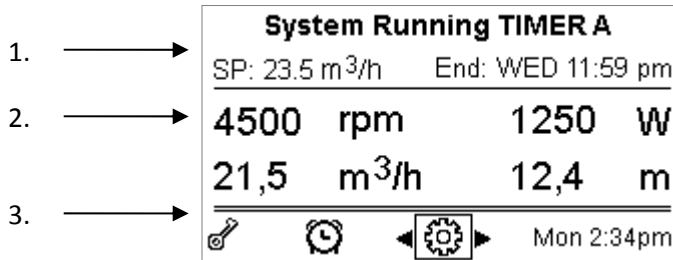 System Running TIMER A
1.
SP: 23.5 m³/h End: WED 11:59 pm
2.
4500 rpm 1250 W
21,5 m³/h 12,4 m
3.
Mon 2:34pm